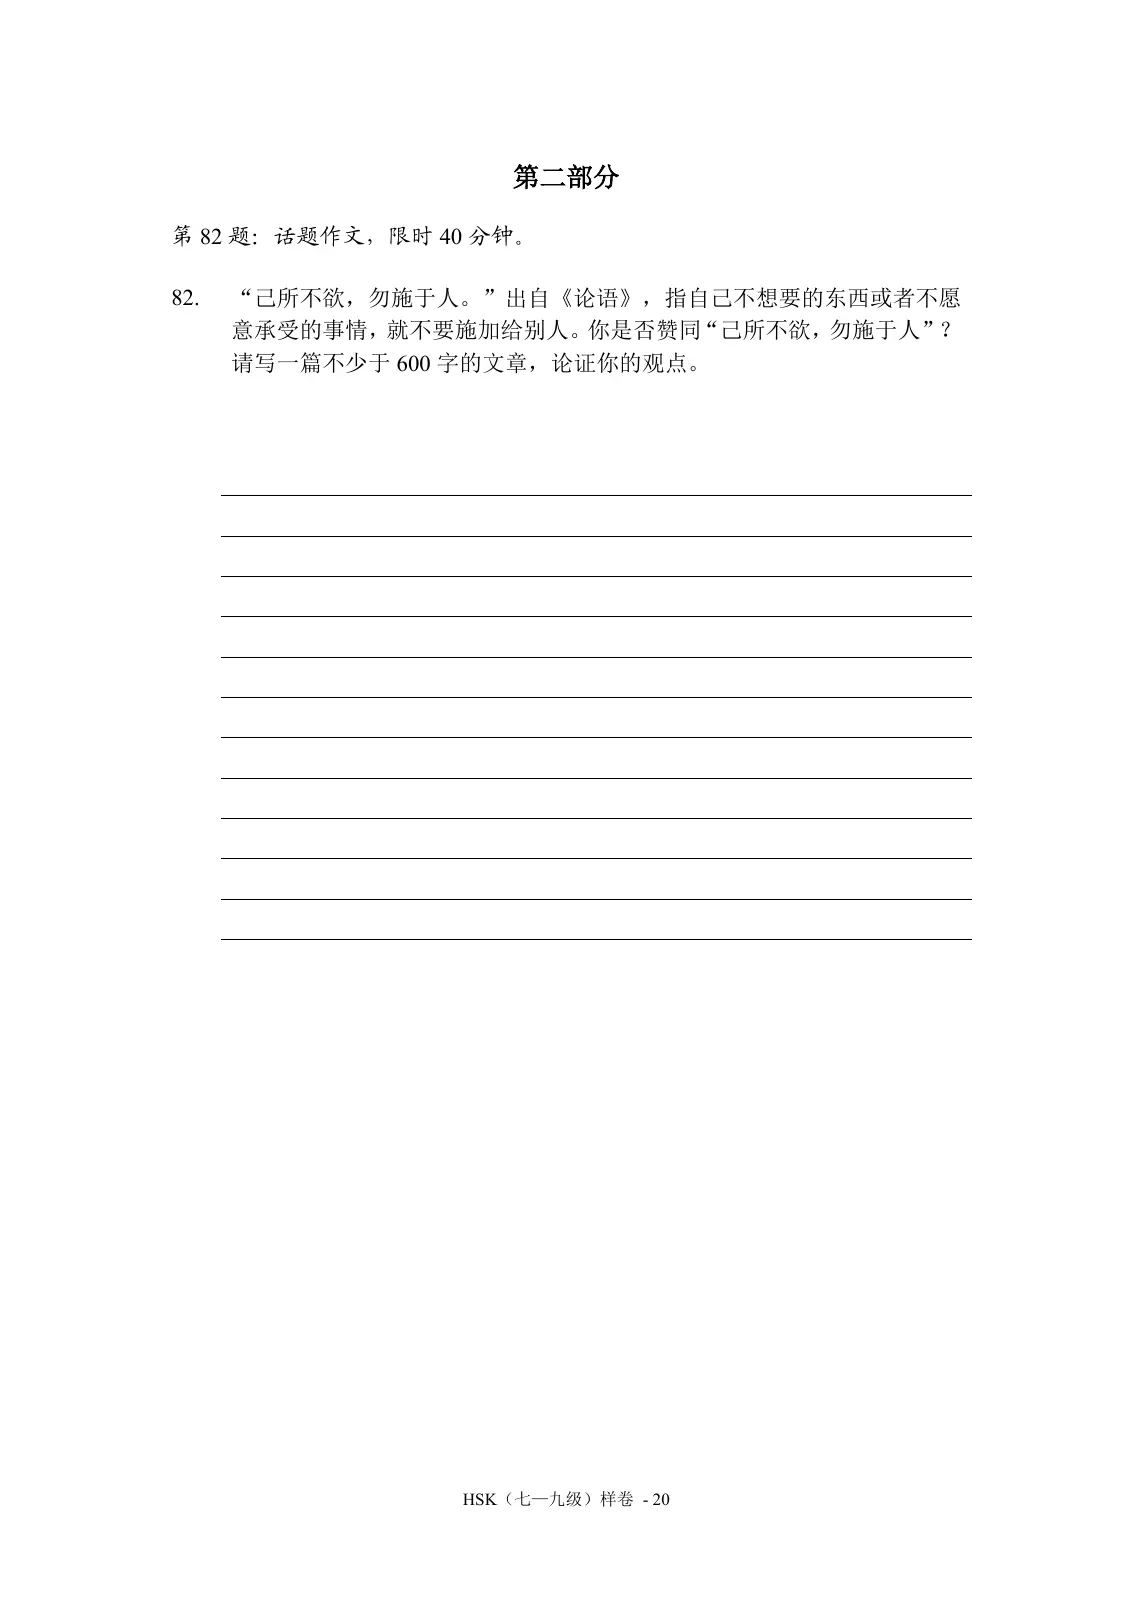 第二部分
第 82 题：话题作文，限时 40 分钟。
82. “己所不欲，勿施于人。”出自《论语》，指自己不想要的东西或者不愿
意承受的事情，就不要施加给别人。你是否赞同“己所不欲，勿施于人”？
请写一篇不少于 600 字的文章，论证你的观点。
HSK（七—九级）样卷 - 20